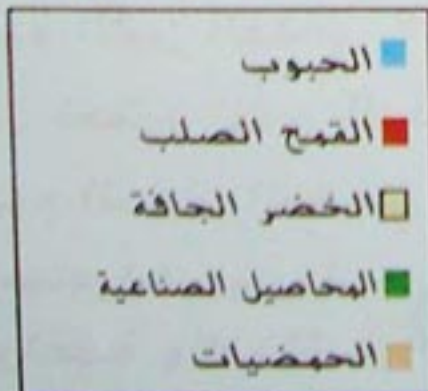 الحبوب
القمح الصلب
الخضر الجافة
المحاصيل الصناعية
الحمضيات